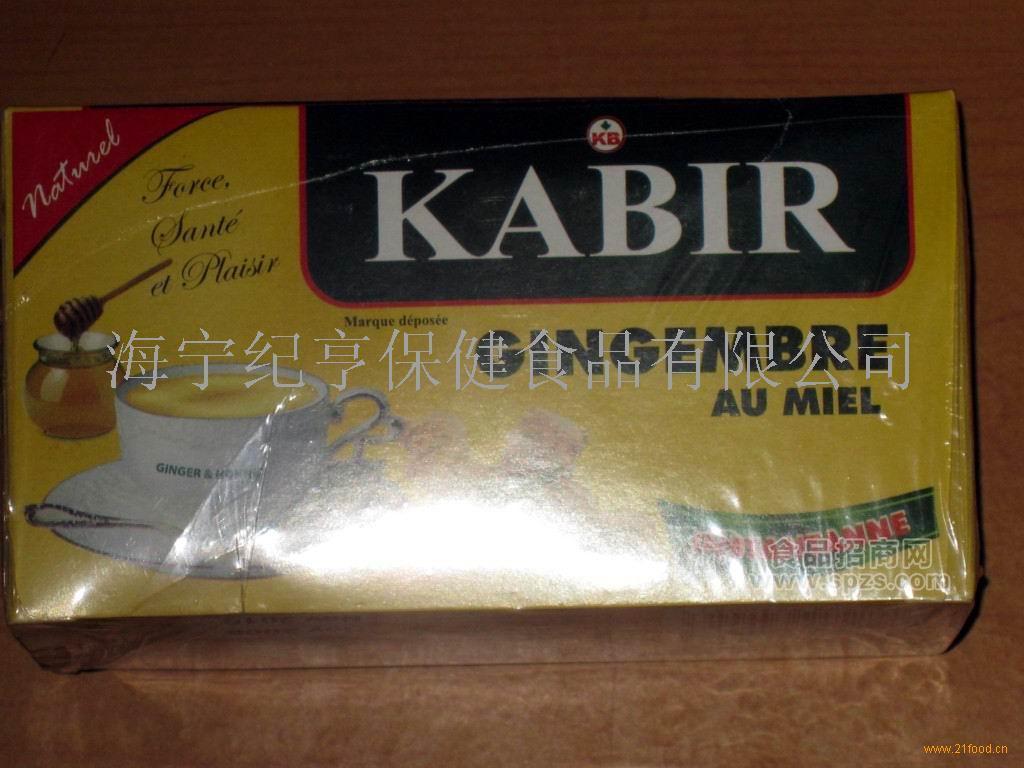 Naturel
Force,
Santé
et Plaisir
KB
KABIR
Marque déposée
GINGEMBRE
AU MIEL
海宁纪亨保健食品有限公司
GINGER &
食品招商网
www.spzs.com
www.21food.cn